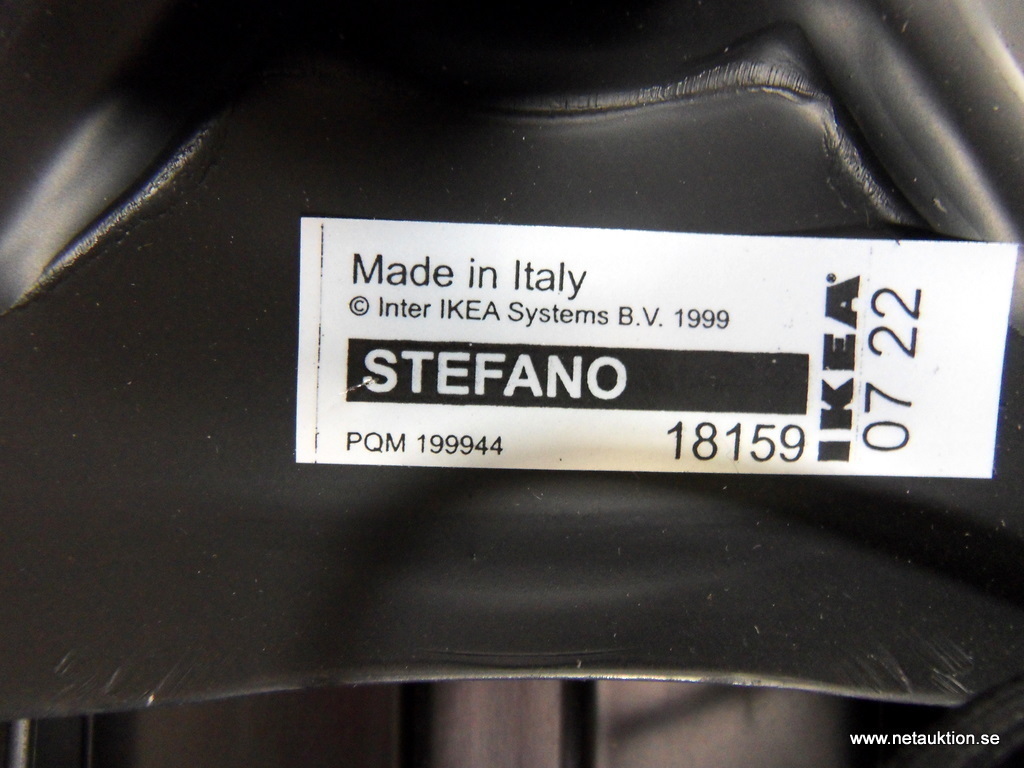 Made in Italy
© Inter IKEA Systems B.V. 1999
STEFANO
PQM 199944
18159
IKEA®
07 22
www.netauktion.se